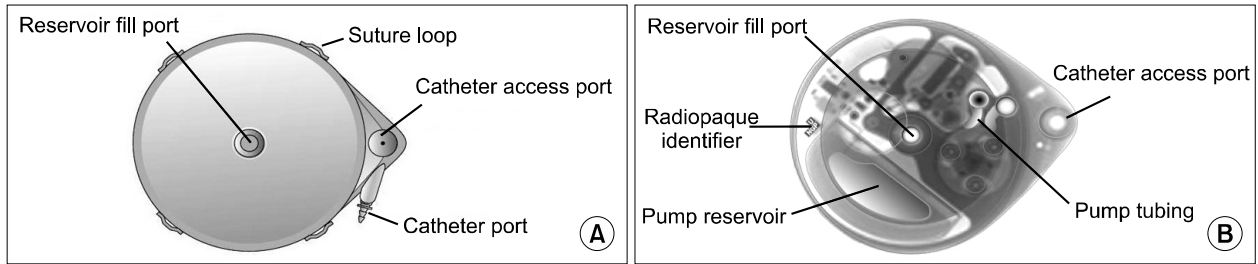 Reservoir fill port
Suture loop
Catheter access port
Catheter port
A
Reservoir fill port
Catheter access port
Radiopaque
identifier
Pump reservoir
Pump tubing
B